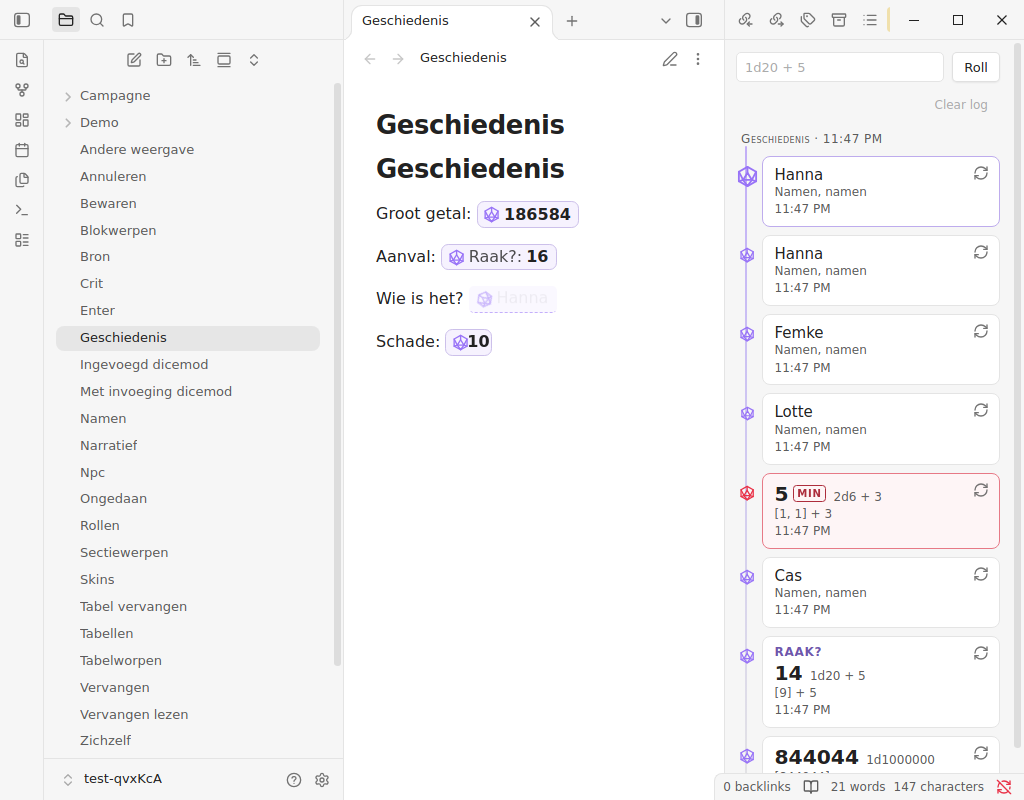 Geschiedenis
Campagne
Demo
Andere weergave
Annuleren
Bewaren
Blokwerpen
Bron
Crit
Enter
Geschiedenis
Ingevoegd dicemod
Met invoeging dicemod
Namen
Narratief
Npc
Ongedaan
Rollen
Sectiewerpen
Skins
Tabel vervangen
Tabellen
Tabelworpen
Vervangen
Vervangen lezen
Zichzelf
test-qvxKcA
Geschiedenis
Geschiedenis
Geschiedenis
Groot getal: 186584
Aanval: Raak?: 16
Wie is het? Hanna
Schade: 10
1d20 + 5
Roll
Clear log
Geschiedenis · 11:47 PM
Hanna
Namen, namen
11:47 PM
Hanna
Namen, namen
11:47 PM
Femke
Namen, namen
11:47 PM
Lotte
Namen, namen
11:47 PM
5 MIN 2d6 + 3
[1, 1] + 3
11:47 PM
Cas
Namen, namen
11:47 PM
RAAK?
14 1d20 + 5
[9] + 5
11:47 PM
844044 1d1000000
0 backlinks 21 words 147 characters